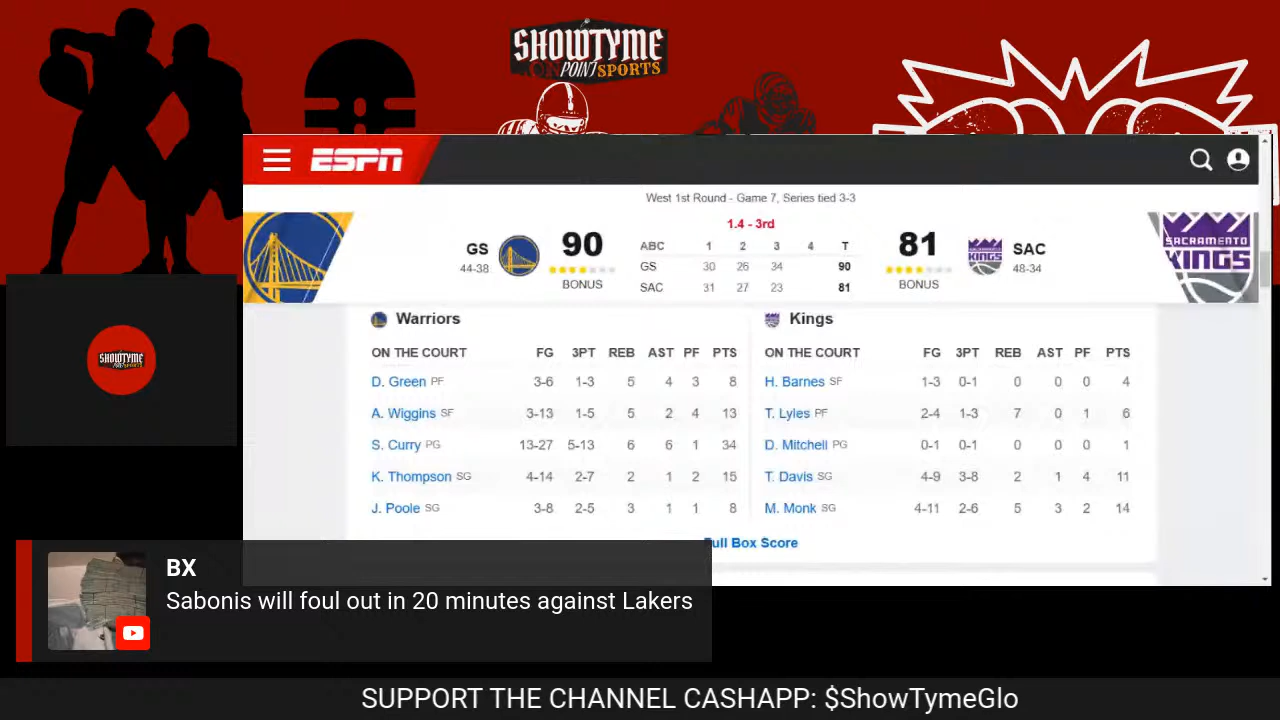 SHOWTYME
ON POINT SPORTS
ESPN
West 1st Round - Game 7, Series tied 3-3
1.4 - 3rd
GS 90 ABC 1 2 3 4 T 81 SAC
44-38 GS 30 26 34 90 48-34
BONUS SAC 31 27 23 81 BONUS
SACRAMENTO
KINGS
Warriors
ON THE COURT FG 3PT REB AST PF PTS
D. Green PF 3-6 1-3 5 4 3 8
A. Wiggins SF 3-13 1-5 5 2 4 13
S. Curry PG 13-27 5-13 6 6 1 34
K. Thompson SG 4-14 2-7 2 1 2 15
J. Poole SG 3-8 2-5 3 1 1 8
Kings
ON THE COURT FG 3PT REB AST PF PTS
H. Barnes SF 1-3 0-1 0 0 0 4
T. Lyles PF 2-4 1-3 7 0 1 6
D. Mitchell PG 0-1 0-1 0 0 0 1
T. Davis SG 4-9 3-8 2 1 4 11
M. Monk SG 4-11 2-6 5 3 2 14
Full Box Score
SHOWTYME
BX
Sabonis will foul out in 20 minutes against Lakers
SUPPORT THE CHANNEL CASHAPP: $ShowTymeGlo